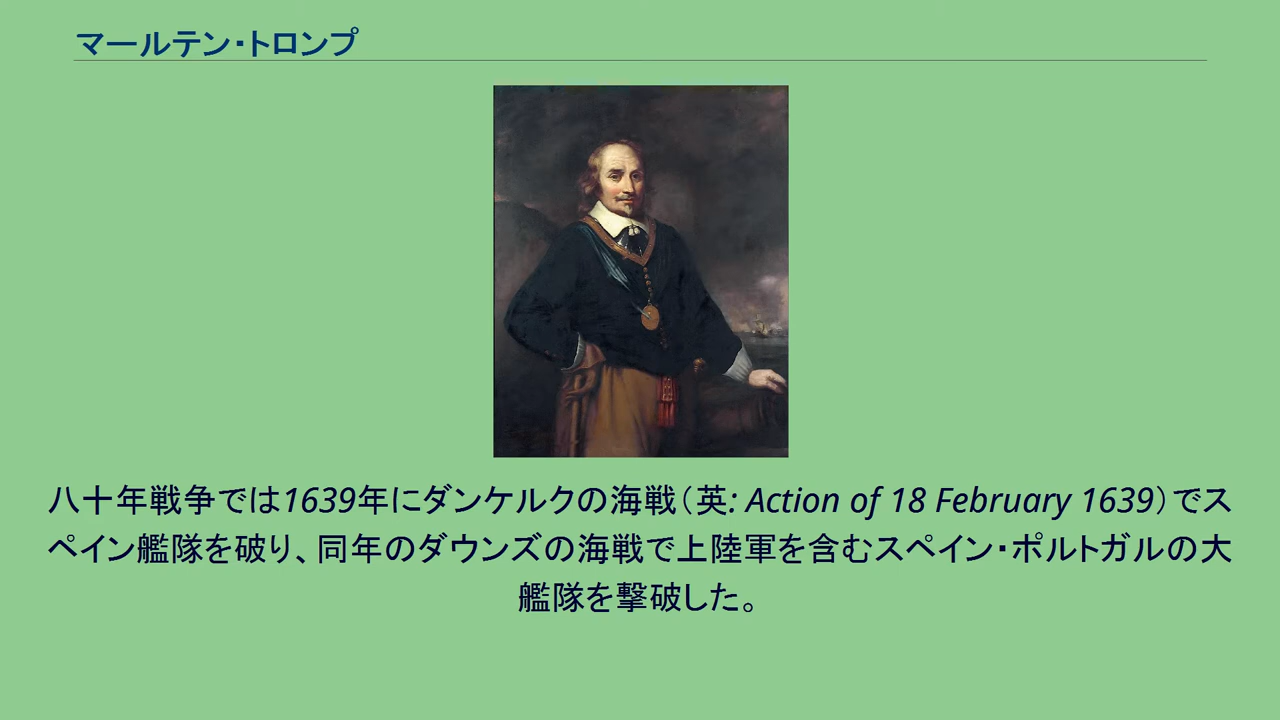 マールテン・トロンプ
八十年戦争では1639年にダンケルクの海戦（英: Action of 18 February 1639）でス
ペイン艦隊を破り、同年のダウンズの海戦で上陸軍を含むスペイン・ポルトガルの大
艦隊を撃破した。